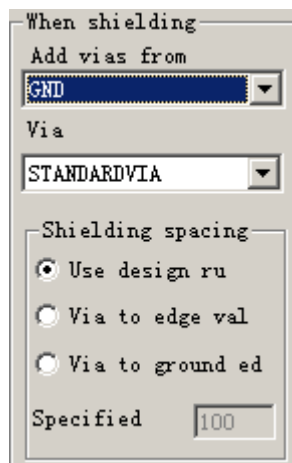 When shielding
Add vias from
GND
Via
STANDARDVIA
Shielding spacing
Use design ru
Via to edge val
Via to ground ed
Specified 100